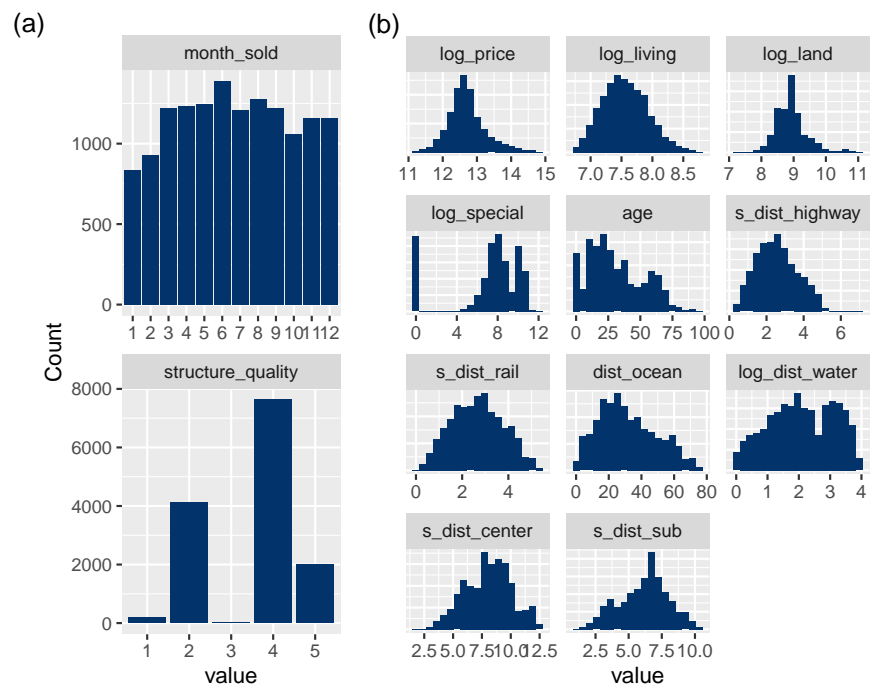 (a)
month_sold
1000
500
0
1 2 3 4 5 6 7 8 9 10 11 12
Count
structure_quality
8000
6000
4000
2000
0
1 2 3 4 5
value
(b)
log_price log_living log_land
11 12 13 14 15 7.0 7.5 8.0 8.5 7 8 9 10 11
log_special age s_dist_highway
0 4 8 12 0 25 50 75 100 0 2 4 6
s_dist_rail dist_ocean log_dist_water
0 2 4 0 20 40 60 80 0 1 2 3 4
s_dist_center s_dist_sub
2.5 5.0 7.5 10.0 12.5 2.5 5.0 7.5 10.0
value